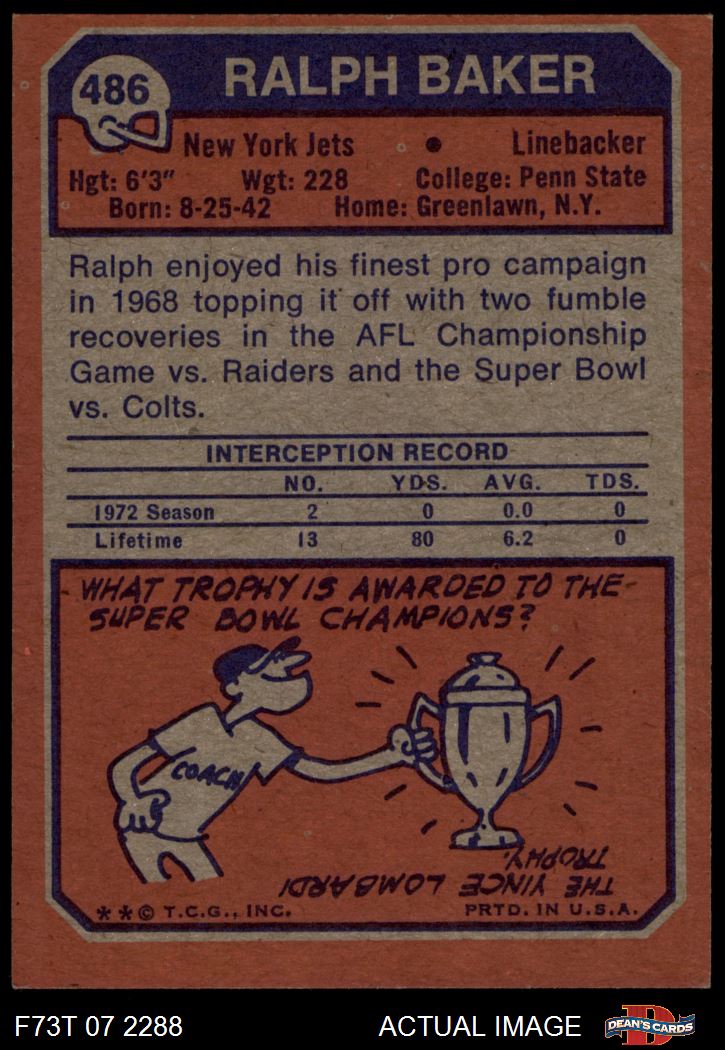 486
RALPH BAKER
New York Jets • Linebacker
Hgt: 6'3" Wgt: 228 College: Penn State
Born: 8-25-42 Home: Greenlawn, N.Y.
Ralph enjoyed his finest pro campaign
in 1968 topping it off with two fumble
recoveries in the AFL Championship
Game vs. Raiders and the Super Bowl
vs. Colts.
INTERCEPTION RECORD
NO. YDS. AVG. TDS.
1972 Season 2 0 0.0 0
Lifetime 13 80 6.2 0
WHAT TROPHY IS AWARDED TO THE
SUPER BOWL CHAMPIONS?
COACH
THE VINCE LOMBARDI
TROPHY.
**© T.C.G., INC. PRTD. IN U.S.A.
F73T 07 2288 ACTUAL IMAGE
D
DEAN'S CARDS